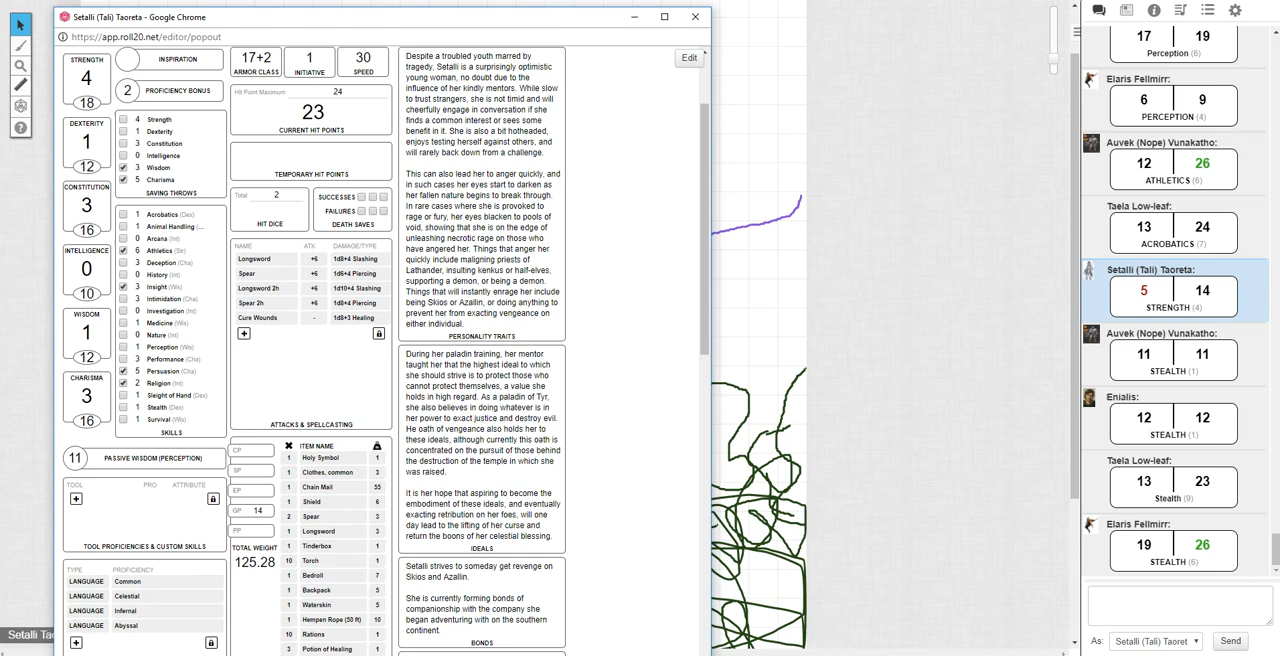 Setalli (Tali) Taoreta - Google Chrome
https://app.roll20.net/editor/popout
Edit
STRENGTH
4
18
DEXTERITY
1
12
CONSTITUTION
3
16
INTELLIGENCE
0
10
WISDOM
1
12
CHARISMA
3
16
INSPIRATION
2 PROFICIENCY BONUS
4 Strength
1 Dexterity
3 Constitution
0 Intelligence
3 Wisdom
5 Charisma
SAVING THROWS
1 Acrobatics (Dex)
1 Animal Handling (...
0 Arcana (Int)
6 Athletics (Str)
3 Deception (Cha)
0 History (Int)
3 Insight (Wis)
3 Intimidation (Cha)
0 Investigation (Int)
1 Medicine (Wis)
0 Nature (Int)
1 Perception (Wis)
3 Performance (Cha)
5 Persuasion (Cha)
2 Religion (Int)
1 Sleight of Hand (Dex)
1 Stealth (Dex)
1 Survival (Wis)
SKILLS
11 PASSIVE WISDOM (PERCEPTION)
TOOL PRO ATTRIBUTE
TOOL PROFICIENCIES & CUSTOM SKILLS
TYPE PROFICIENCY
LANGUAGE Common
LANGUAGE Celestial
LANGUAGE Infernal
LANGUAGE Abyssal
17+2
ARMOR CLASS
1
INITIATIVE
30
SPEED
Hit Point Maximum 24
23
CURRENT HIT POINTS
TEMPORARY HIT POINTS
Total 2
HIT DICE
SUCCESSES
FAILURES
DEATH SAVES
NAME ATK DAMAGE/TYPE
Longsword +6 1d8+4 Slashing
Spear +6 1d6+4 Piercing
Longsword 2h +6 1d10+4 Slashing
Spear 2h +6 1d8+4 Piercing
Cure Wounds - 1d8+3 Healing
ATTACKS & SPELLCASTING
CP
SP
EP
GP 14
PP
TOTAL WEIGHT
125.28
ITEM NAME
1 Holy Symbol 1
1 Clothes, common 3
1 Chain Mail 55
1 Shield 6
2 Spear 3
1 Longsword 3
1 Tinderbox 1
10 Torch 1
1 Bedroll 7
1 Backpack 5
1 Waterskin 5
1 Hempen Rope (50 ft) 10
10 Rations 1
3 Potion of Healing 1
Despite a troubled youth marred by
tragedy, Setalli is a surprisingly optimistic
young woman, no doubt due to the
influence of her kindly mentors. While slow
to trust strangers, she is not timid and will
cheerfully engage in conversation if she
finds a common interest or sees some
benefit in it. She is also a bit hotheaded,
enjoys testing herself against others, and
will rarely back down from a challenge.
This can also lead her to anger quickly, and
in such cases her eyes start to darken as
her fallen nature begins to break through.
In rare cases where she is provoked to
rage or fury, her eyes blacken to pools of
void, showing that she is on the edge of
unleashing necrotic rage on those who
have angered her. Things that anger her
quickly include maligning priests of
Lathander, insulting kenkus or half-elves,
supporting a demon, or being a demon.
Things that will instantly enrage her include
being Skios or Azallin, or doing anything to
prevent her from exacting vengeance on
either individual.
PERSONALITY TRAITS
During her paladin training, her mentor
taught her that the highest ideal to which
she should strive is to protect those who
cannot protect themselves, a value she
holds in high regard. As a paladin of Tyr,
she also believes in doing whatever is in
her power to exact justice and destroy evil.
He oath of vengeance also holds her to
these ideals, although currently this oath is
concentrated on the pursuit of those behind
the destruction of the temple in which she
was raised.
It is her hope that aspiring to become the
embodiment of these ideals, and eventually
exacting retribution on her foes, will one
day lead to the lifting of her curse and
return the boons of her celestial blessing.
IDEALS
Setalli strives to someday get revenge on
Skios and Azallin.
She is currently forming bonds of
companionship with the company she
began adventuring with on the southern
continent.
BONDS
Setalli Tao
17 19
Perception (6)
Elaris Fellmirr:
6 9
PERCEPTION (4)
Auvek (Nope) Vunakatho:
12 26
ATHLETICS (6)
Taela Low-leaf:
13 24
ACROBATICS (7)
Setalli (Tali) Taoreta:
5 14
STRENGTH (4)
Auvek (Nope) Vunakatho:
11 11
STEALTH (1)
Enialis:
12 12
STEALTH (1)
Taela Low-leaf:
13 23
Stealth (9)
Elaris Fellmirr:
19 26
STEALTH (6)
As: Setalli (Tali) Taoret Send